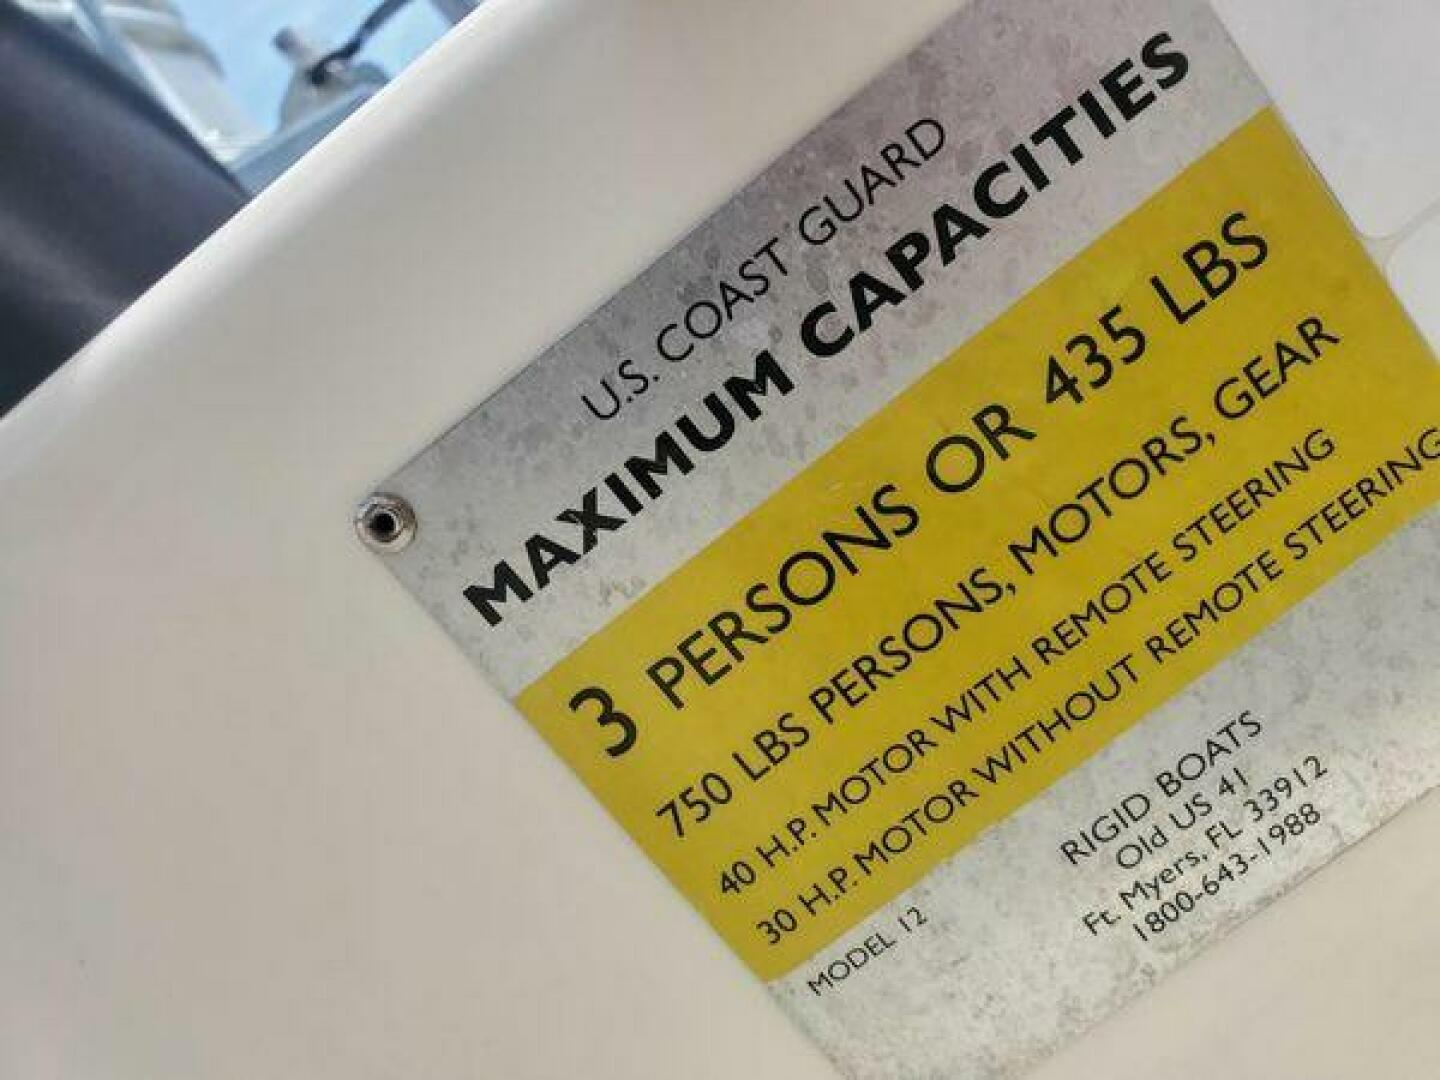 U.S. COAST GUARD
MAXIMUM CAPACITIES
3 PERSONS OR 435 LBS
750 LBS PERSONS, MOTORS, GEAR
40 H.P. MOTOR WITH REMOTE STEERING
30 H.P. MOTOR WITHOUT REMOTE STEERING
MODEL 12
RIGID BOATS
Old US 41
Ft. Myers, FL 33912
1800-643-1988